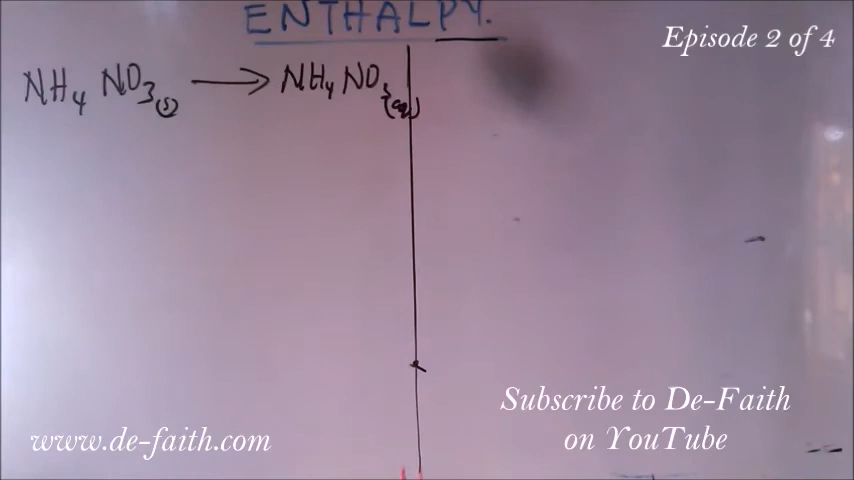 ENTHALPY.
Episode 2 of 4
NH4 NO3(s) → NH4 NO3(aq)
Subscribe to De-Faith
on YouTube
www.de-faith.com